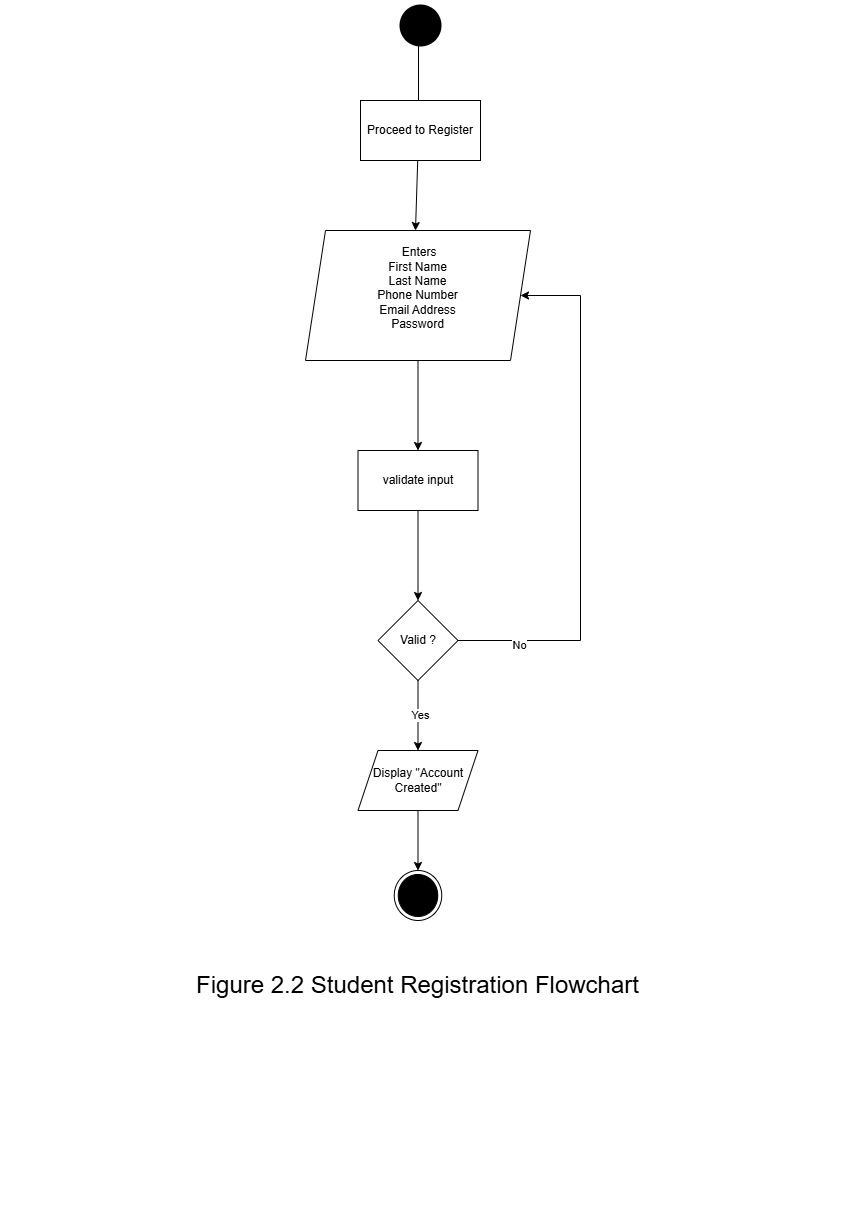 Proceed to Register
Enters
First Name
Last Name
Phone Number
Email Address
Password
validate input
Valid ?
No
Yes
Display "Account
Created"
Figure 2.2 Student Registration Flowchart